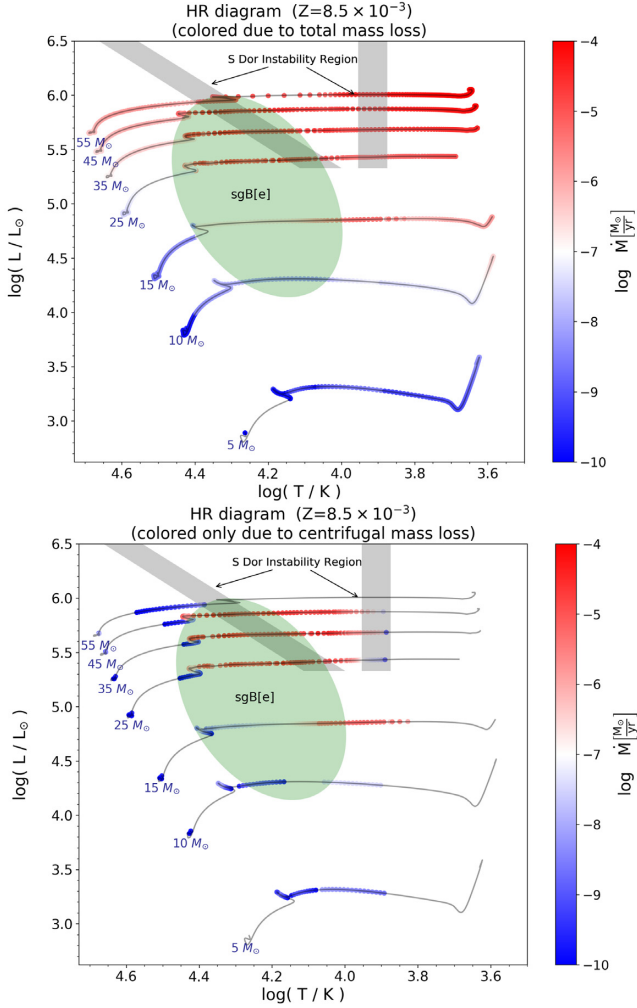 HR diagram (Z=8.5 × 10⁻³)
(colored due to total mass loss)
S Dor Instability Region
sgB[e]
55 M⊙
45 M⊙
35 M⊙
25 M⊙
15 M⊙
10 M⊙
5 M⊙
6.5
6.0
5.5
5.0
4.5
4.0
3.5
3.0
log( L / L⊙)
4.6
4.4
4.2
4.0
3.8
3.6
log( T / K)
−4
−5
−6
−7
−8
−9
−10
log Ṁ[M⊙/yr]
HR diagram (Z=8.5 × 10⁻³)
(colored only due to centrifugal mass loss)
S Dor Instability Region
sgB[e]
55 M⊙
45 M⊙
35 M⊙
25 M⊙
15 M⊙
10 M⊙
5 M⊙
6.5
6.0
5.5
5.0
4.5
4.0
3.5
3.0
log( L / L⊙)
4.6
4.4
4.2
4.0
3.8
3.6
log( T / K)
−4
−5
−6
−7
−8
−9
−10
log Ṁ[M⊙/yr]